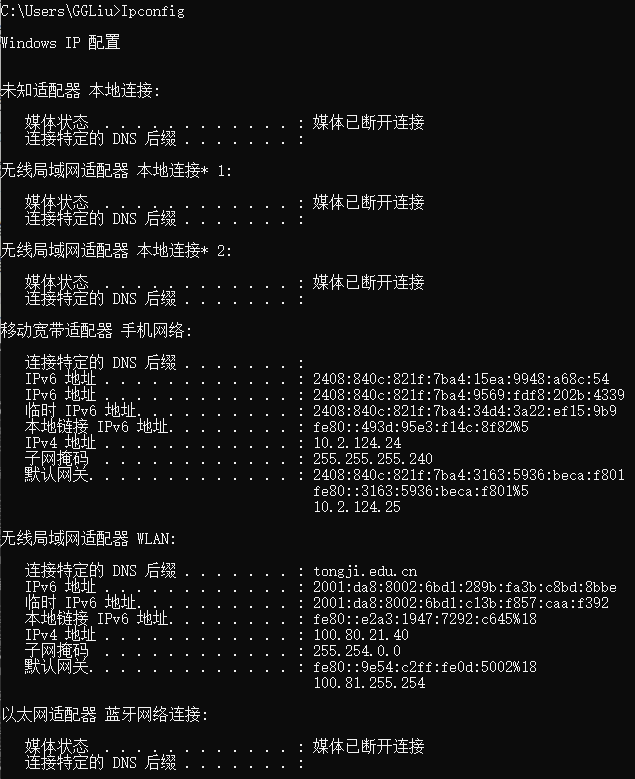 C:\Users\GGLiu>Ipconfig
Windows IP 配置
未知适配器 本地连接:
媒体状态 . . . . . . . . . . . . : 媒体已断开连接
连接特定的 DNS 后缀 . . . . . . . :
无线局域网适配器 本地连接* 1:
媒体状态 . . . . . . . . . . . . : 媒体已断开连接
连接特定的 DNS 后缀 . . . . . . . :
无线局域网适配器 本地连接* 2:
媒体状态 . . . . . . . . . . . . : 媒体已断开连接
连接特定的 DNS 后缀 . . . . . . . :
移动宽带适配器 手机网络:
连接特定的 DNS 后缀 . . . . . . . :
IPv6 地址 . . . . . . . . . . . . : 2408:840c:821f:7ba4:15ea:9948:a68c:54
IPv6 地址 . . . . . . . . . . . . : 2408:840c:821f:7ba4:9569:fdf8:202b:4339
临时 IPv6 地址. . . . . . . . . . : 2408:840c:821f:7ba4:34d4:3a22:ef15:9b9
本地链接 IPv6 地址. . . . . . . . : fe80::493d:95e3:f14c:8f82%5
IPv4 地址 . . . . . . . . . . . . : 10.2.124.24
子网掩码 . . . . . . . . . . . . : 255.255.255.240
默认网关. . . . . . . . . . . . . : 2408:840c:821f:7ba4:3163:5936:beca:f801
fe80::3163:5936:beca:f801%5
10.2.124.25
无线局域网适配器 WLAN:
连接特定的 DNS 后缀 . . . . . . . : tongji.edu.cn
IPv6 地址 . . . . . . . . . . . . : 2001:da8:8002:6bd1:289b:fa3b:c8bd:8bbe
临时 IPv6 地址. . . . . . . . . . : 2001:da8:8002:6bd1:c13b:f857:caa:f392
本地链接 IPv6 地址. . . . . . . . : fe80::e2a3:1947:7292:c645%18
IPv4 地址 . . . . . . . . . . . . : 100.80.21.40
子网掩码 . . . . . . . . . . . . : 255.254.0.0
默认网关. . . . . . . . . . . . . : fe80::9e54:c2ff:fe0d:5002%18
100.81.255.254
以太网适配器 蓝牙网络连接:
媒体状态 . . . . . . . . . . . . : 媒体已断开连接
连接特定的 DNS 后缀 . . . . . . . :